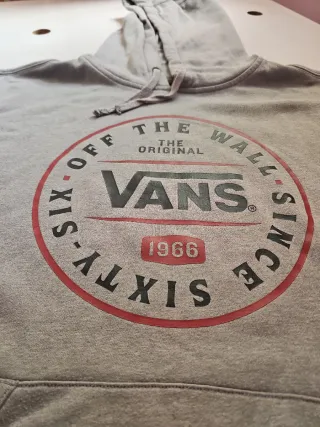 OFF THE WALL
THE
ORIGINAL
VANS®
1966
SINCE SIXTY-SIX